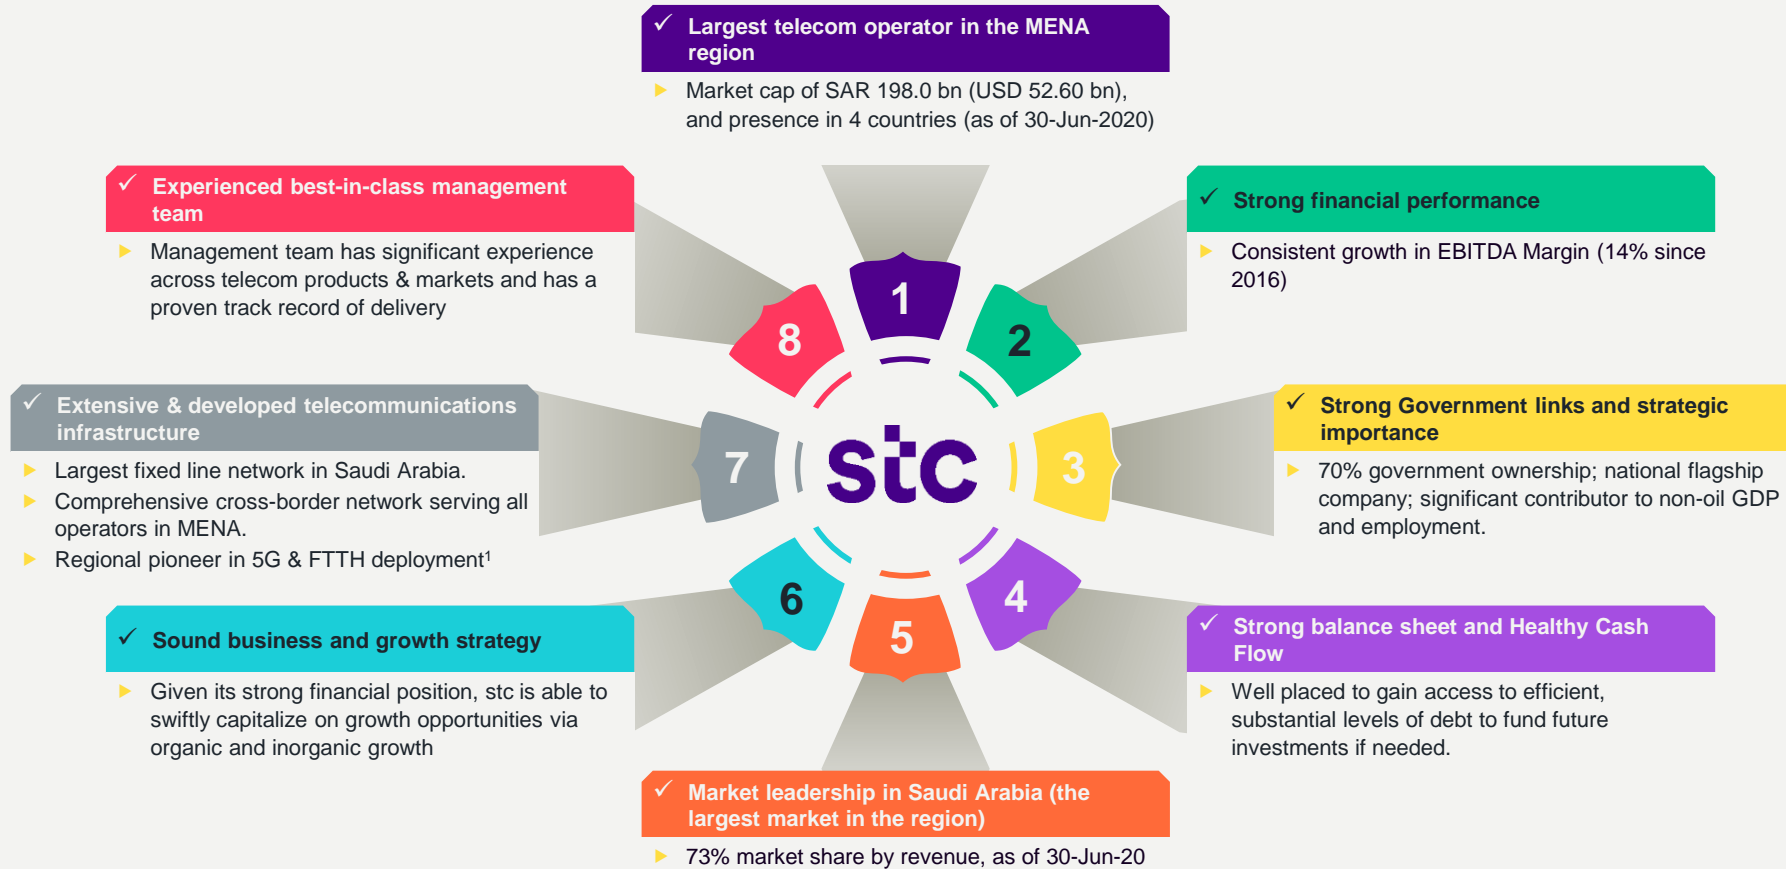 ✓ Largest telecom operator in the MENA
region
Market cap of SAR 198.0 bn (USD 52.60 bn),
and presence in 4 countries (as of 30-Jun-2020)
✓ Strong financial performance
Consistent growth in EBITDA Margin (14% since
2016)
✓ Strong Government links and strategic
importance
70% government ownership; national flagship
company; significant contributor to non-oil GDP
and employment.
✓ Strong balance sheet and Healthy Cash
Flow
Well placed to gain access to efficient,
substantial levels of debt to fund future
investments if needed.
✓ Market leadership in Saudi Arabia (the
largest market in the region)
73% market share by revenue, as of 30-Jun-20
✓ Sound business and growth strategy
Given its strong financial position, stc is able to
swiftly capitalize on growth opportunities via
organic and inorganic growth
✓ Extensive & developed telecommunications
infrastructure
Largest fixed line network in Saudi Arabia.
Comprehensive cross-border network serving all
operators in MENA.
Regional pioneer in 5G & FTTH deployment¹
✓ Experienced best-in-class management
team
Management team has significant experience
across telecom products & markets and has a
proven track record of delivery
1
2
3
4
5
6
7
8
stc